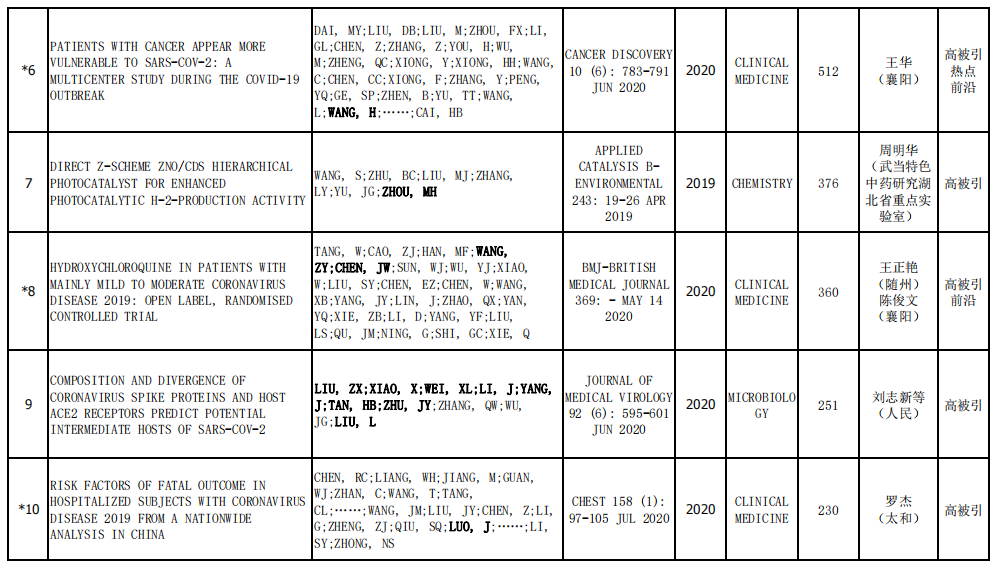 *6
PATIENTS WITH CANCER APPEAR MORE
VULNERABLE TO SARS-COV-2: A
MULTICENTER STUDY DURING THE COVID-19
OUTBREAK
DAI, MY;LIU, DB;LIU, M;ZHOU, FX;LI,
GL;CHEN, Z;ZHANG, Z;YOU, H;WU,
M;ZHENG, QC;XIONG, Y;XIONG, HH;WANG,
C;CHEN, CC;XIONG, F;ZHANG, Y;PENG,
YQ;GE, SP;ZHEN, B;YU, TT;WANG,
L;WANG, H;……;CAI, HB
CANCER DISCOVERY
10 (6): 783-791
JUN 2020
2020
CLINICAL
MEDICINE
512
王华
（襄阳）
高被引
热点
前沿
7
DIRECT Z-SCHEME ZNO/CDS HIERARCHICAL
PHOTOCATALYST FOR ENHANCED
PHOTOCATALYTIC H-2-PRODUCTION ACTIVITY
WANG, S;ZHU, BC;LIU, MJ;ZHANG,
LY;YU, JG;ZHOU, MH
APPLIED
CATALYSIS B-
ENVIRONMENTAL
243: 19-26 APR
2019
2019
CHEMISTRY
376
周明华
（武当特色
中药研究湖
北省重点实
验室）
高被引
*8
HYDROXYCHLOROQUINE IN PATIENTS WITH
MAINLY MILD TO MODERATE CORONAVIRUS
DISEASE 2019: OPEN LABEL, RANDOMISED
CONTROLLED TRIAL
TANG, W;CAO, ZJ;HAN, MF;WANG,
ZY;CHEN, JW;SUN, WJ;WU, YJ;XIAO,
W;LIU, SY;CHEN, EZ;CHEN, W;WANG,
XB;YANG, JY;LIN, J;ZHAO, QX;YAN,
YQ;XIE, ZB;LI, D;YANG, YF;LIU,
LS;QU, JM;NING, G;SHI, GC;XIE, Q
BMJ-BRITISH
MEDICAL JOURNAL
369: - MAY 14
2020
2020
CLINICAL
MEDICINE
360
王正艳
（随州）
陈俊文
（襄阳）
高被引
前沿
9
COMPOSITION AND DIVERGENCE OF
CORONAVIRUS SPIKE PROTEINS AND HOST
ACE2 RECEPTORS PREDICT POTENTIAL
INTERMEDIATE HOSTS OF SARS-COV-2
LIU, ZX;XIAO, X;WEI, XL;LI, J;YANG,
J;TAN, HB;ZHU, JY;ZHANG, QW;WU,
JG;LIU, L
JOURNAL OF
MEDICAL VIROLOGY
92 (6): 595-601
JUN 2020
2020
MICROBIOLO
GY
251
刘志新等
（人民）
高被引
*10
RISK FACTORS OF FATAL OUTCOME IN
HOSPITALIZED SUBJECTS WITH CORONAVIRUS
DISEASE 2019 FROM A NATIONWIDE
ANALYSIS IN CHINA
CHEN, RC;LIANG, WH;JIANG, M;GUAN,
WJ;ZHAN, C;WANG, T;TANG,
CL;……;WANG, JM;LIU, JY;CHEN, Z;LI,
G;ZHENG, ZJ;QIU, SQ;LUO, J;……;LI,
SY;ZHONG, NS
CHEST 158 (1):
97-105 JUL 2020
2020
CLINICAL
MEDICINE
230
罗杰
（太和）
高被引